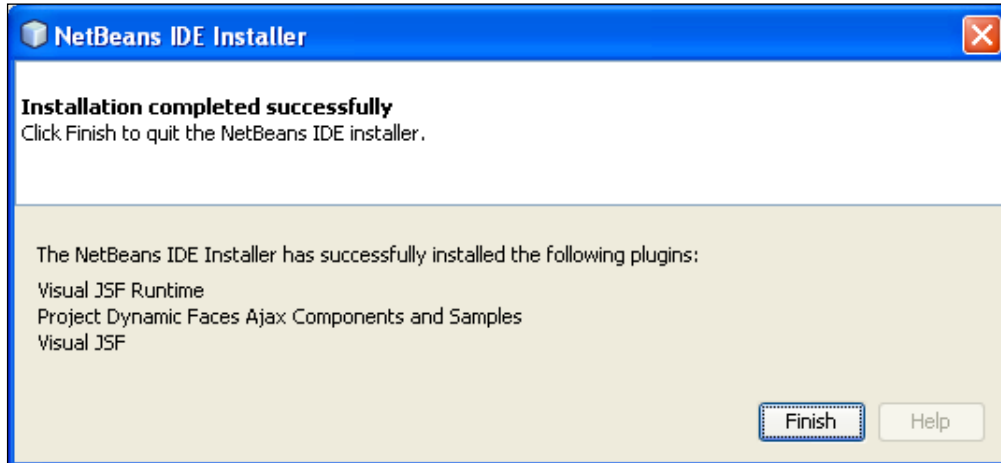 NetBeans IDE Installer
Installation completed successfully
Click Finish to quit the NetBeans IDE installer.
The NetBeans IDE Installer has successfully installed the following plugins:
Visual JSF Runtime
Project Dynamic Faces Ajax Components and Samples
Visual JSF
Finish
Help